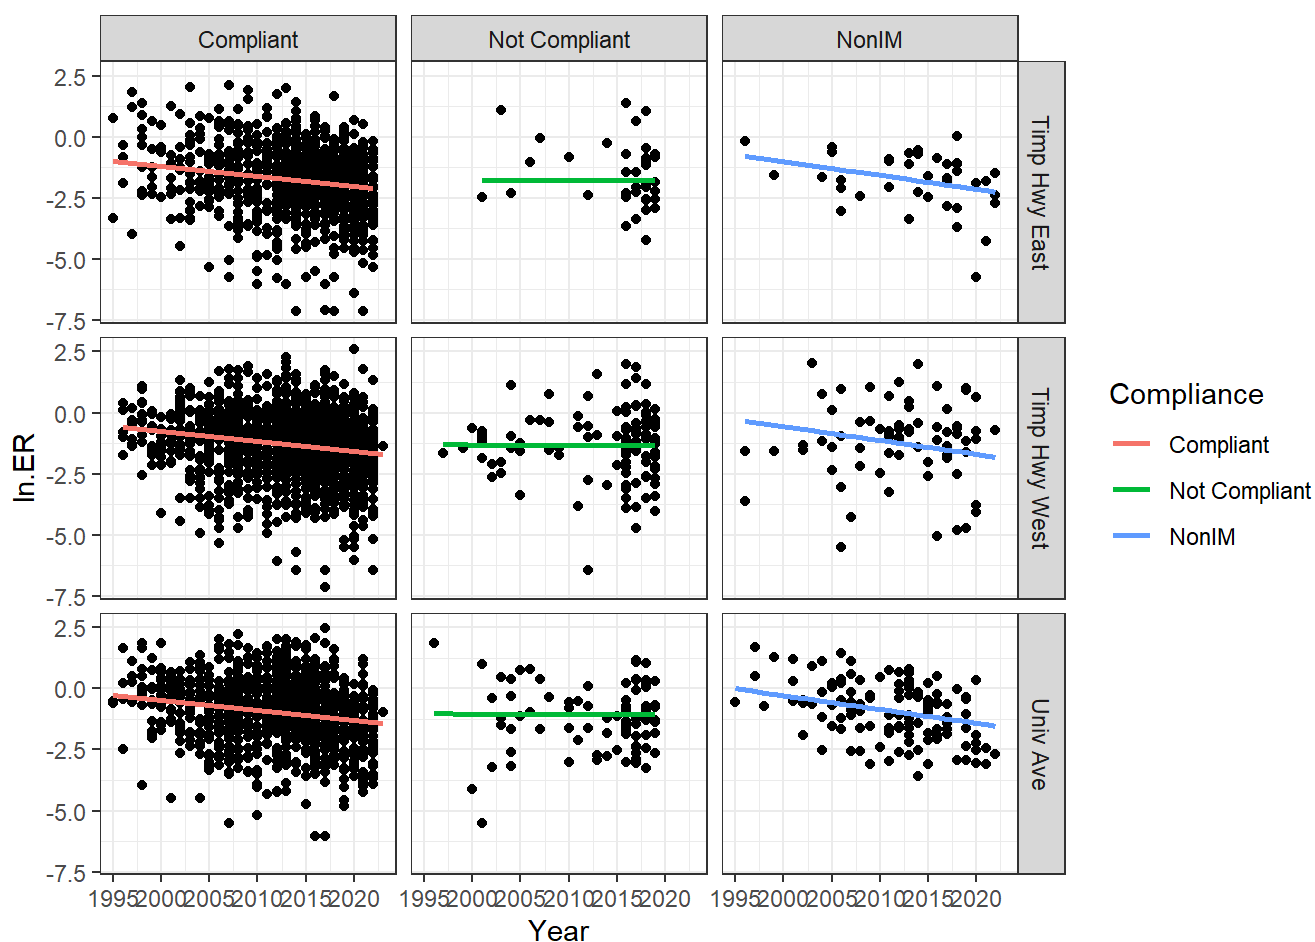 Compliant
Not Compliant
NonIM
2.5
0.0
-2.5
-5.0
-7.5
Timp Hwy East
2.5
0.0
-2.5
-5.0
-7.5
Timp Hwy West
2.5
0.0
-2.5
-5.0
-7.5
Univ Ave
ln.ER
1995 2000 2005 2010 2015 2020
1995 2000 2005 2010 2015 2020
1995 2000 2005 2010 2015 2020
Year
Compliance
Compliant
Not Compliant
NonIM